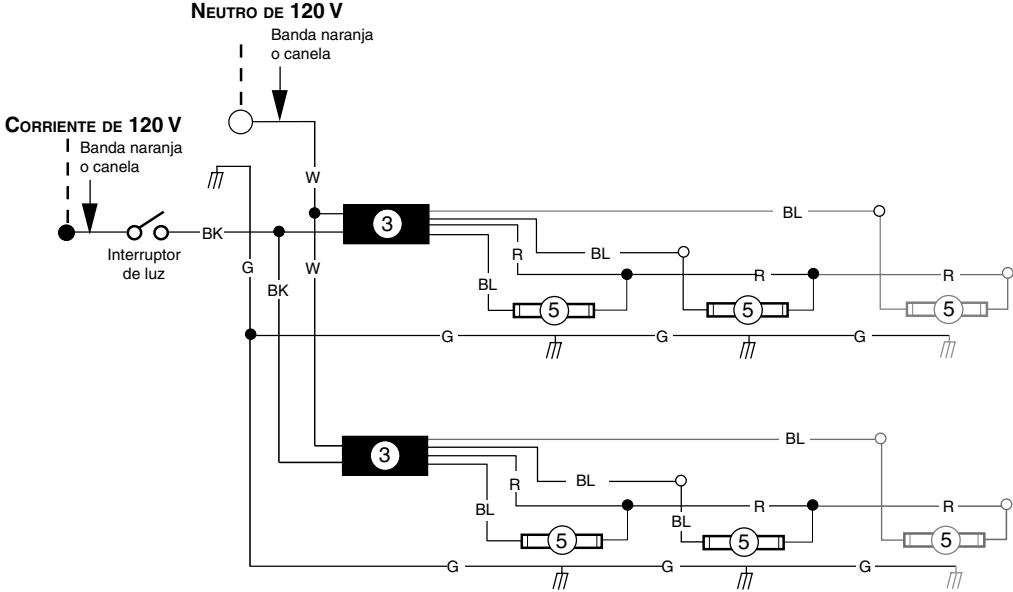 NEUTRO DE 120 V
Banda naranja
o canela
CORRIENTE DE 120 V
Banda naranja
o canela
W
BL
3
BK
Interruptor
de luz
G
W
R
BL
R
R
BK
BL
5
5
5
G
G
G
BL
3
R
BL
R
R
BL
BL
5
5
5
G
G
G